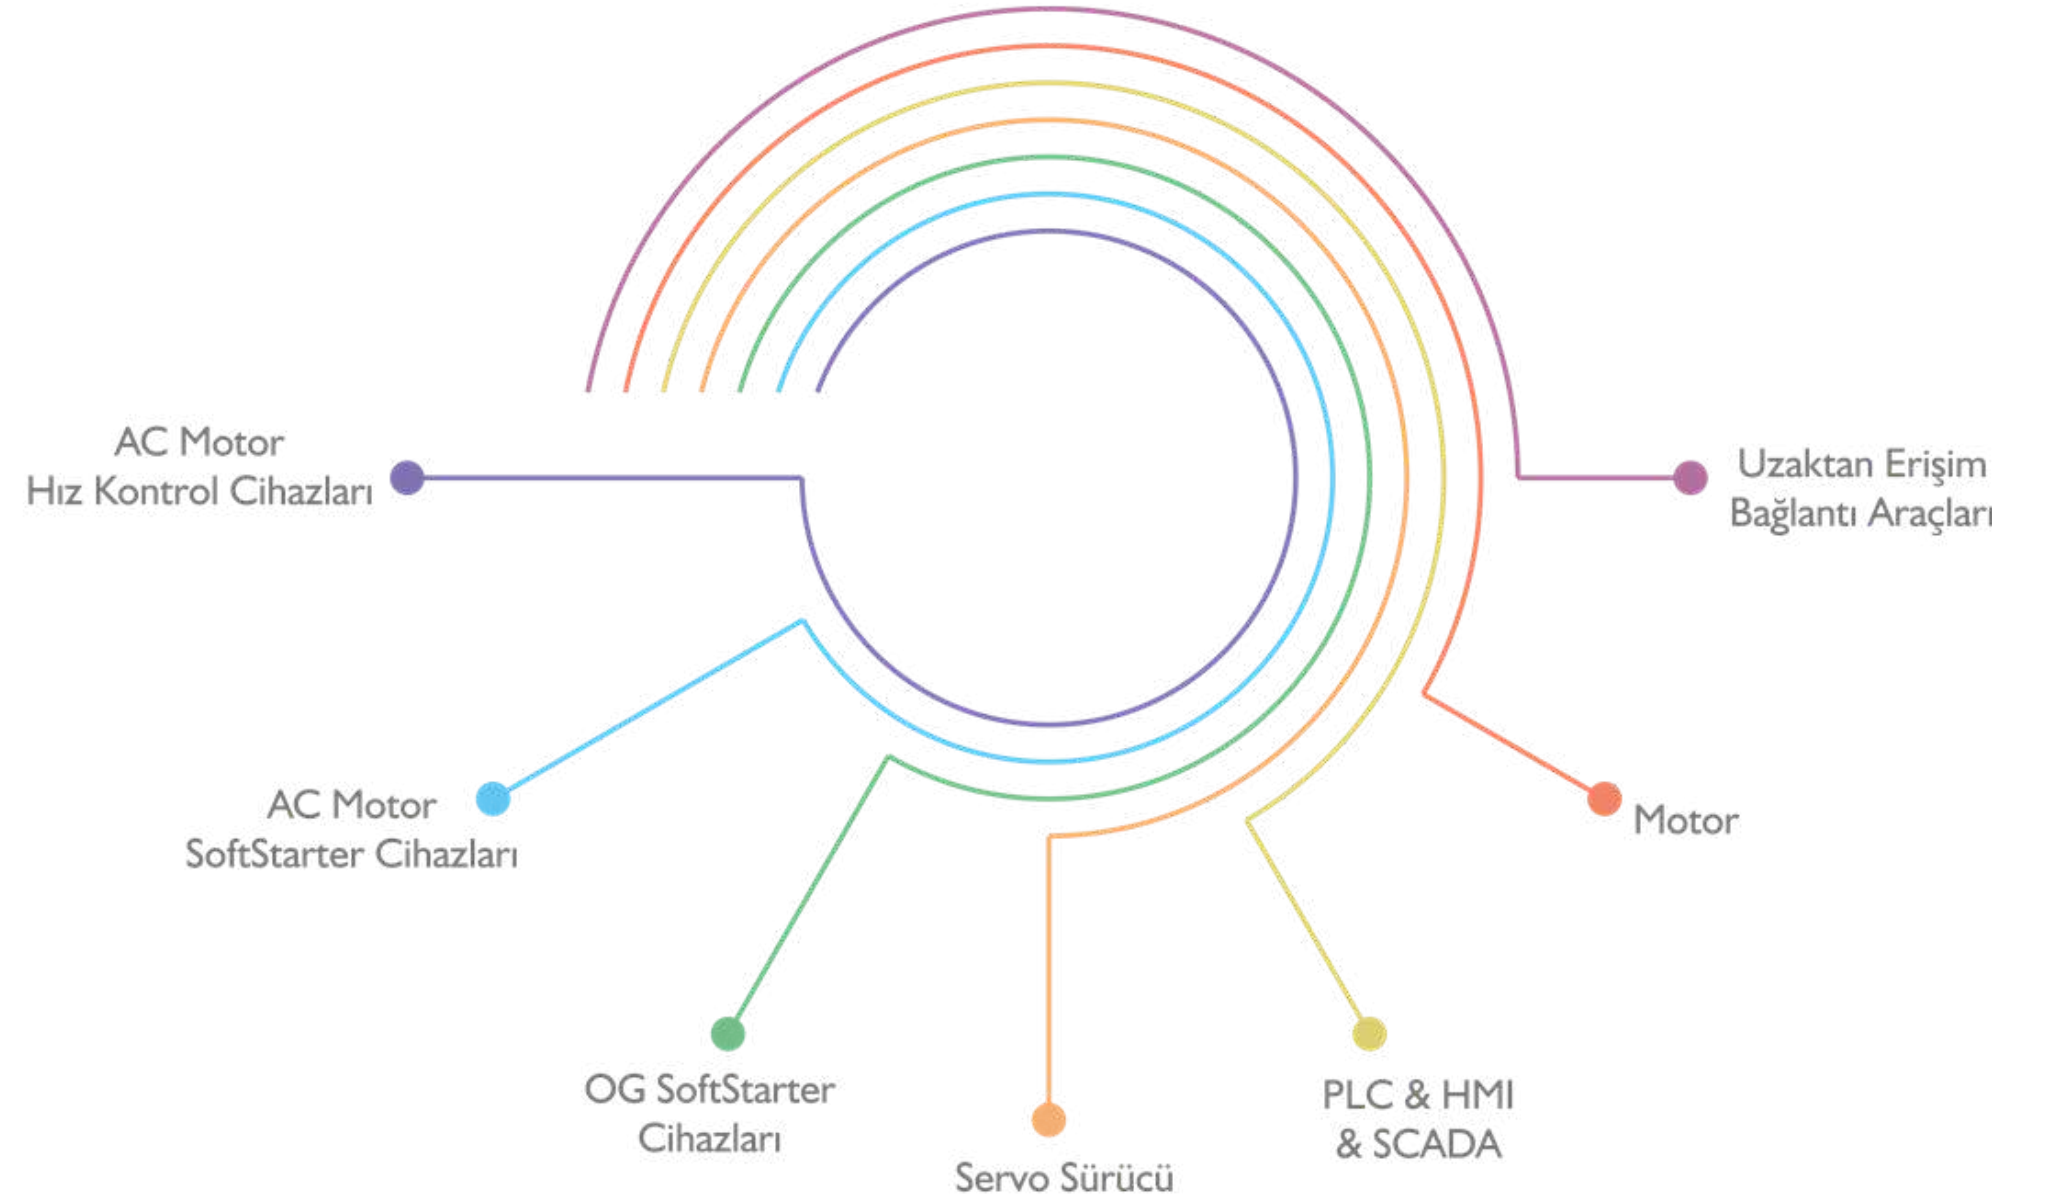 AC Motor
Hız Kontrol Cihazları
Uzaktan Erişim
Bağlantı Araçları
AC Motor
SoftStarter Cihazları
Motor
OG SoftStarter
Cihazları
Servo Sürücü
PLC & HMI
& SCADA